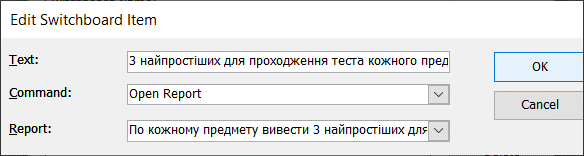 Edit Switchboard Item
Text: 3 найпростіших для проходження теста кожного пред
OK
Command: Open Report
Cancel
Report: По кожному предмету вивести 3 найпростіших для